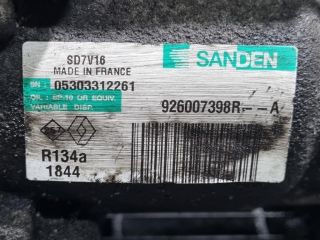 SD7V16
MADE IN FRANCE
SANDEN
SN : 05303312261
OIL : SP-10 OR EQUIV.
VARIABLE DISP.
926007398R---A
R134a
1844